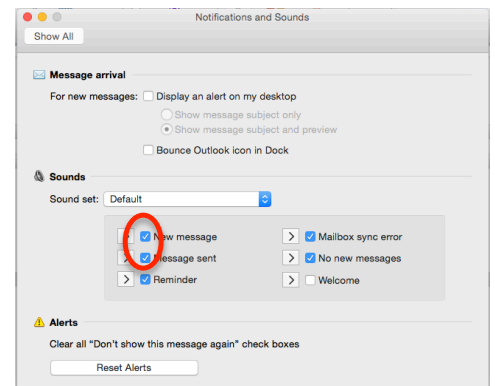 Notifications and Sounds
Show All
Message arrival
For new messages: Display an alert on my desktop
Show message subject only
Show message subject and preview
Bounce Outlook icon in Dock
Sounds
Sound set: Default
New message Mailbox sync error
Message sent No new messages
Reminder Welcome
Alerts
Clear all “Don’t show this message again” check boxes
Reset Alerts